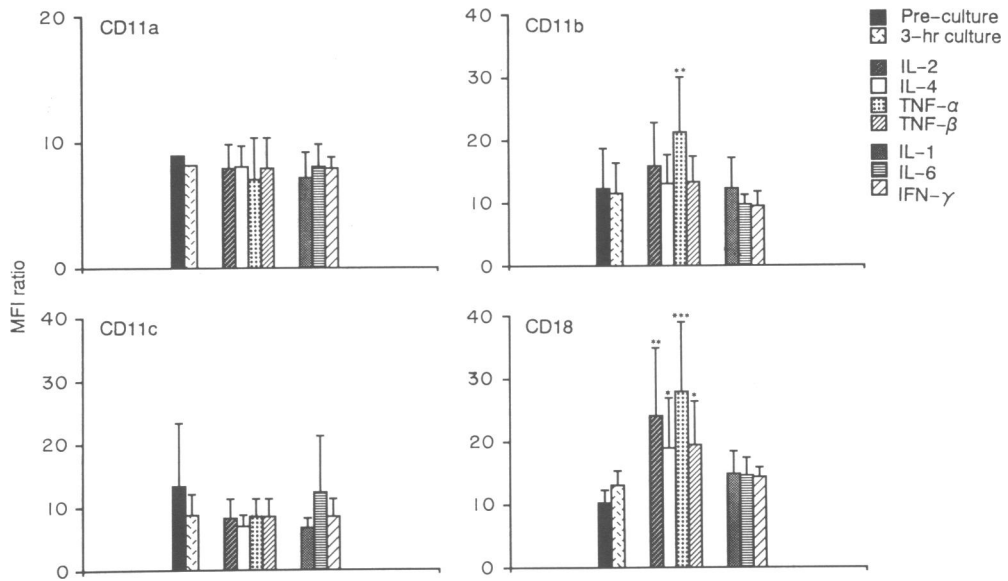 CD11a
20
10
0
CD11b
40
30
20
10
0
**
Pre-culture
3-hr culture
IL-2
IL-4
TNF-α
TNF-β
IL-1
IL-6
IFN-γ
MFI ratio
CD11c
40
30
20
10
0
CD18
40
30
20
10
0
**
*
***
*